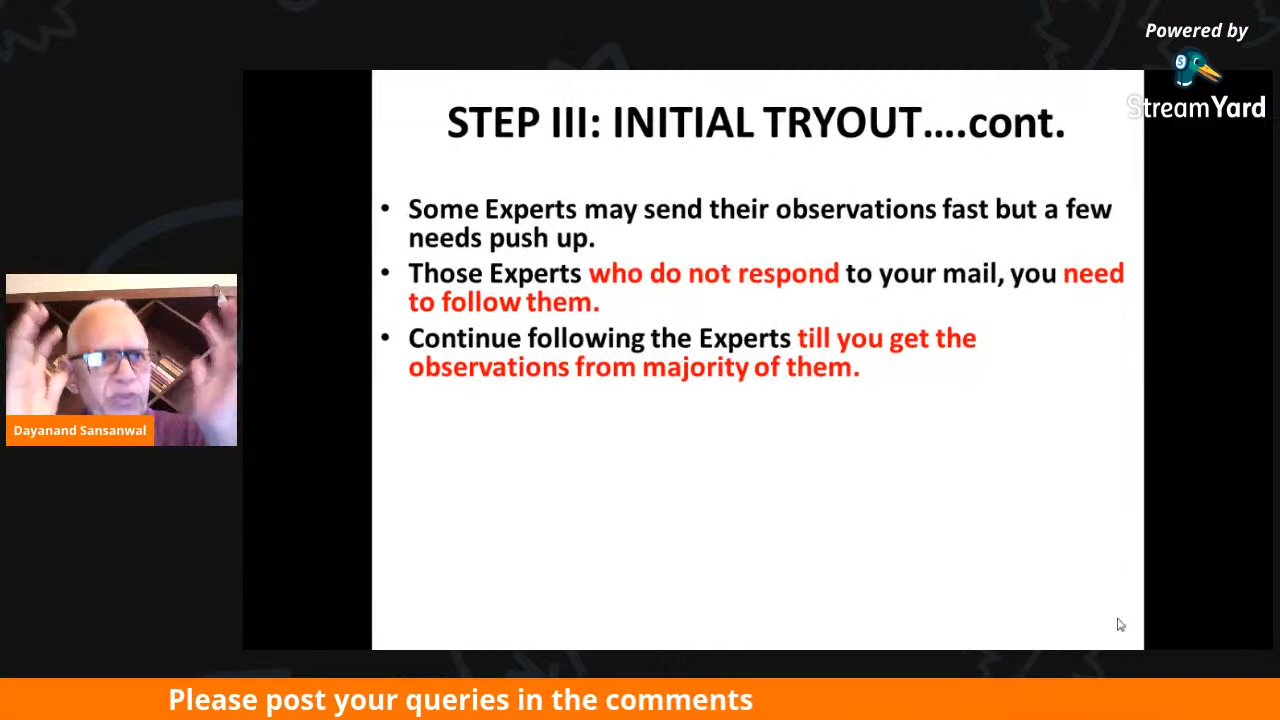 Powered by
StreamYard
STEP III: INITIAL TRYOUT....cont.
• Some Experts may send their observations fast but a few
needs push up.
• Those Experts who do not respond to your mail, you need
to follow them.
• Continue following the Experts till you get the
observations from majority of them.
Dayanand Sansanwal
Please post your queries in the comments